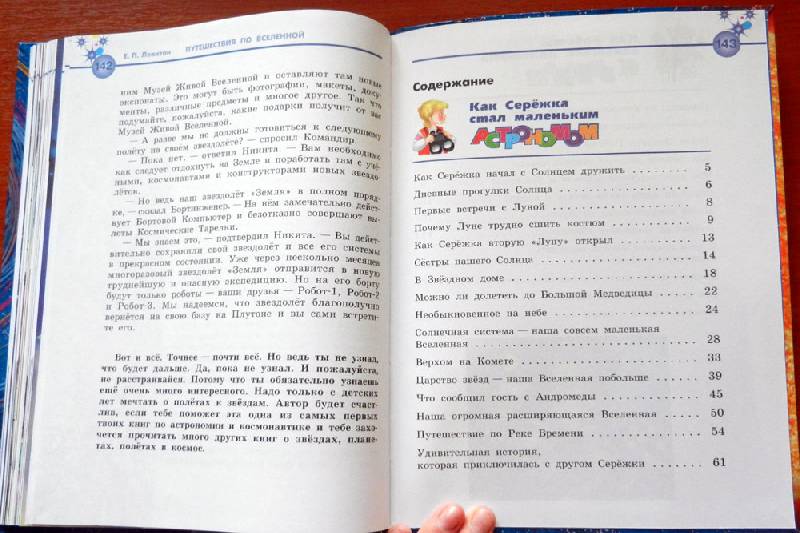 142
Е. П. Левитан ПУТЕШЕСТВИЯ ПО ВСЕЛЕННОЙ
ним Музей Живой Вселенной и оставляют там новые
экспонаты. Это могут быть фотографии, макеты, доку-
менты, различные предметы и многое другое. Так что
подумайте, пожалуйста, какие подарки получит от вас
Музей Живой Вселенной.
— А разве мы не должны готовиться к следующему
полёту на своём звездолёте? — спросил Командир.
— Пока нет, — ответил Никита. — Вам необходимо
как следует отдохнуть на Земле и поработать там с учё-
ными, космонавтами и конструкторами новых звездо-
лётов.
— Но ведь наш звездолёт «Земля» в полном поряд-
ке, — сказал Бортинженер. — На нём замечательно дейст-
вует Бортовой Компьютер и безотказно совершают вы-
леты Космические Тарелки.
— Мы знаем это, — подтвердил Никита. — Вы дейст-
вительно сохранили свой звездолёт и все его системы
в прекрасном состоянии. Уже через несколько месяцев
многоразовый звездолёт «Земля» отправится в новую
труднейшую и опасную экспедицию. Но на его борту
будут только роботы — ваши друзья — Робот-1, Робот-2
и Робот-3. Мы надеемся, что звездолёт благополучно
вернётся на свою базу на Плутоне и вы сами встрети-
те его.
Вот и всё. Точнее — почти всё. Но ведь ты не узнал,
что будет дальше. Да, пока не узнал. И пожалуйста,
не расстраивайся. Потому что ты обязательно узнаешь
ещё очень много интересного. Надо только с детских
лет мечтать о полётах к звёздам. Автор будет счаст-
лив, если тебе поможет эта одна из самых первых
твоих книг по астрономии и космонавтике и тебе захо-
чется прочитать много других книг о звёздах, плане-
тах, полётах в космос.
143
Содержание
Как Серёжка
стал маленьким
АСТРОНОМОМ
Как Серёжка начал с Солнцем дружить . . . . . . . . . 5
Дневные прогулки Солнца . . . . . . . . . . . . . . . . 6
Первые встречи с Луной . . . . . . . . . . . . . . . . . 8
Почему Луне трудно сшить костюм . . . . . . . . . . . 9
Как Серёжка вторую «Луну» открыл . . . . . . . . . . 13
Сёстры нашего Солнца . . . . . . . . . . . . . . . . . 14
В Звёздном доме . . . . . . . . . . . . . . . . . . . . 18
Можно ли долететь до Большой Медведицы . . . . . . 22
Необыкновенное на небе . . . . . . . . . . . . . . . . 24
Солнечная система — наша совсем маленькая
Вселенная . . . . . . . . . . . . . . . . . . . . . . . 28
Верхом на Комете . . . . . . . . . . . . . . . . . . . 33
Царство звёзд — наша Вселенная побольше . . . . . . 39
Что сообщил гость с Андромеды . . . . . . . . . . . . 45
Наша огромная расширяющаяся Вселенная . . . . . . 50
Путешествие по Реке Времени . . . . . . . . . . . . . 54
Удивительная история,
которая приключилась с другом Серёжки . . . . . . . 61